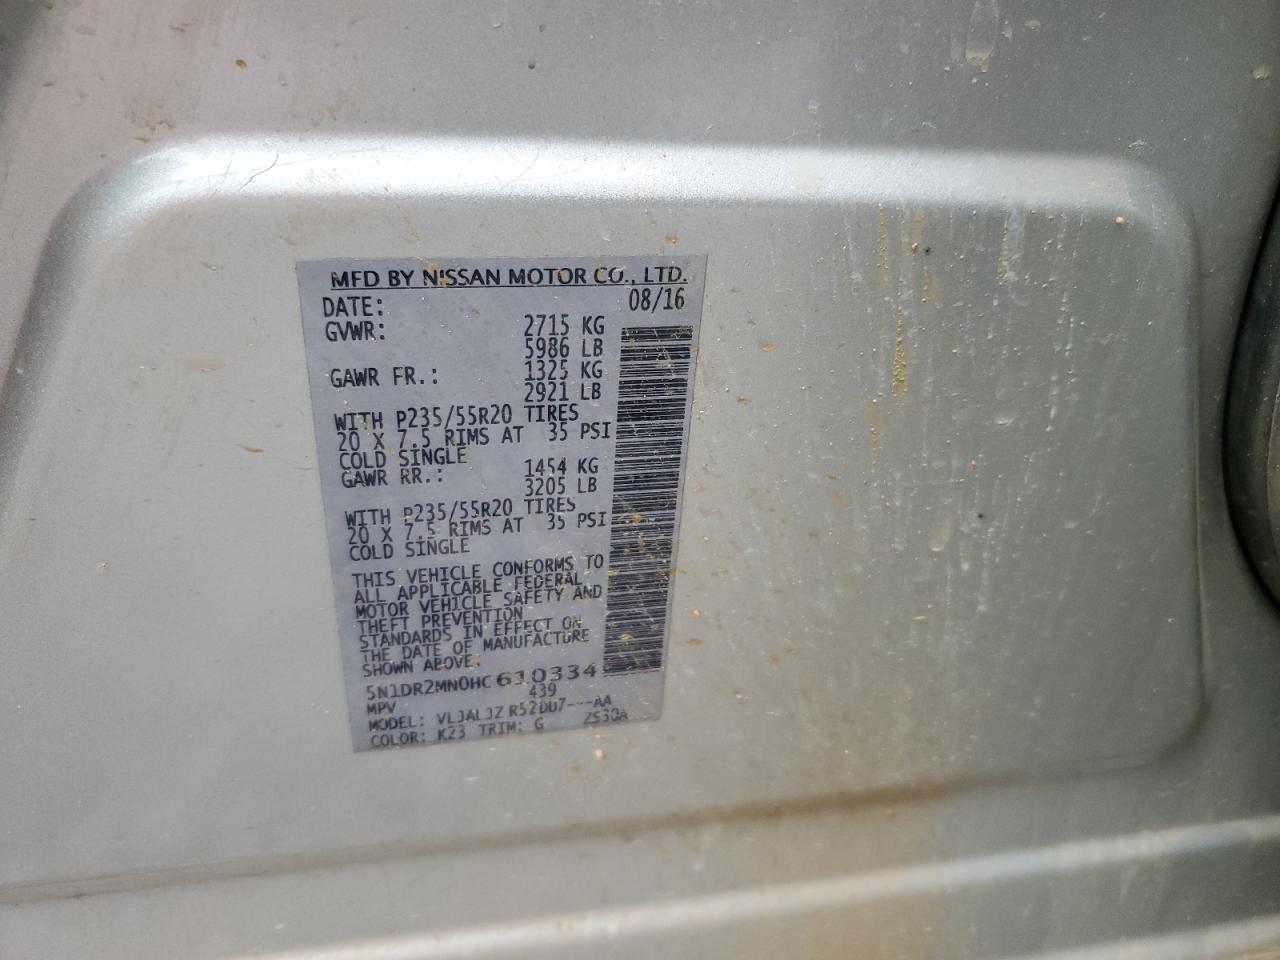 MFD BY NISSAN MOTOR CO., LTD.
DATE: 08/16
GVWR: 2715 KG
5986 LB
GAWR FR.: 1325 KG
2921 LB
WITH P235/55R20 TIRES
20 X 7.5 RIMS AT 35 PSI
COLD SINGLE
GAWR RR.: 1454 KG
3205 LB
WITH P235/55R20 TIRES
20 X 7.5 RIMS AT 35 PSI
COLD SINGLE
THIS VEHICLE CONFORMS TO
ALL APPLICABLE FEDERAL
MOTOR VEHICLE SAFETY AND
THEFT PREVENTION
STANDARDS IN EFFECT ON
THE DATE OF MANUFACTURE
SHOWN ABOVE:
5N1DR2MN0HC610334
MPV 439
MODEL:
COLOR: K23 TRIM: G